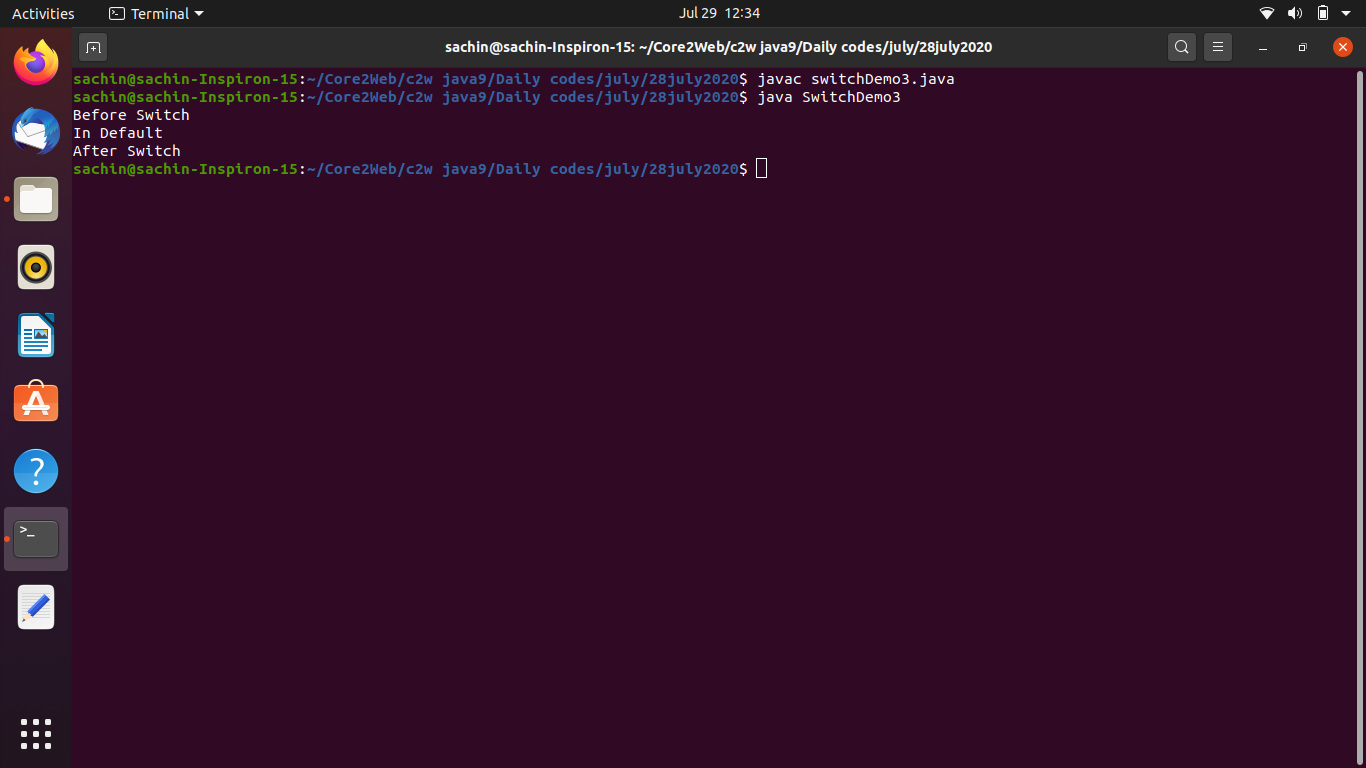 Activities Terminal Jul 29 12:34
sachin@sachin-Inspiron-15: ~/Core2Web/c2w java9/Daily codes/july/28july2020
sachin@sachin-Inspiron-15:~/Core2Web/c2w java9/Daily codes/july/28july2020$ javac switchDemo3.java
sachin@sachin-Inspiron-15:~/Core2Web/c2w java9/Daily codes/july/28july2020$ java SwitchDemo3
Before Switch
In Default
After Switch
sachin@sachin-Inspiron-15:~/Core2Web/c2w java9/Daily codes/july/28july2020$